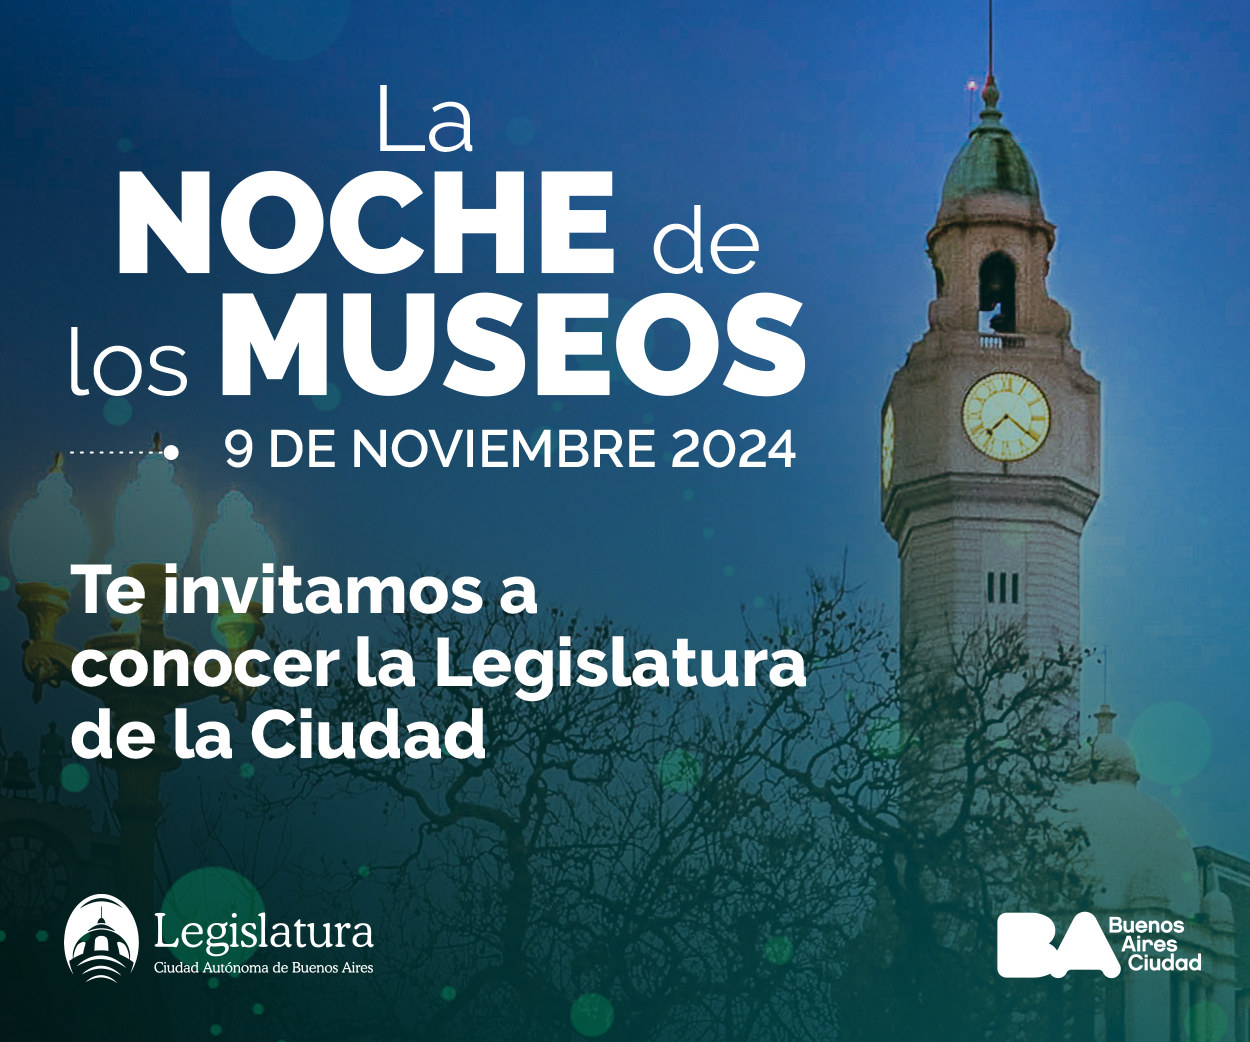 La
NOCHE de
los MUSEOS
9 DE NOVIEMBRE 2024
Te invitamos a
conocer la Legislatura
de la Ciudad
Legislatura
Ciudad Autónoma de Buenos Aires
BA
Buenos
Aires
Ciudad